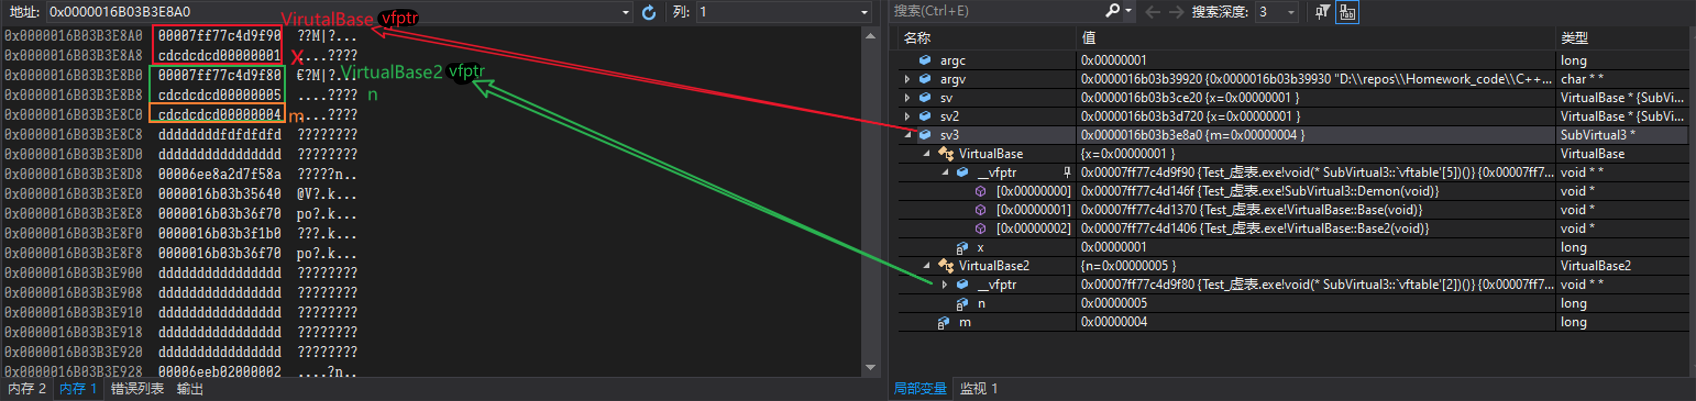 地址: 0x0000016B03B3E8A0 列: 1
VirutalBase vfptr
0x0000016B03B3E8A0 00007ff77c4d9f90 ??M|?...
0x0000016B03B3E8A8 cdcdcdcd00000001 ....????
X
0x0000016B03B3E8B0 00007ff77c4d9f80 €?M|?...
VirtualBase2 vfptr
0x0000016B03B3E8B8 cdcdcdcd00000005 ....????
n
0x0000016B03B3E8C0 cdcdcdcd00000004 ....????
m
0x0000016B03B3E8C8 ddddddddfdfdfdfd ????????
0x0000016B03B3E8D0 dddddddddddddddd ????????
0x0000016B03B3E8D8 00006ee8a2d7f58a ?????n..
0x0000016B03B3E8E0 0000016b03b35640 @V?.k...
0x0000016B03B3E8E8 0000016b03b36f70 po?.k...
0x0000016B03B3E8F0 0000016b03b3f1b0 ???.k...
0x0000016B03B3E8F8 0000016b03b36f70 po?.k...
0x0000016B03B3E900 dddddddddddddddd ????????
0x0000016B03B3E908 dddddddddddddddd ????????
0x0000016B03B3E910 dddddddddddddddd ????????
0x0000016B03B3E918 dddddddddddddddd ????????
0x0000016B03B3E920 dddddddddddddddd ????????
0x0000016B03B3E928 00006eeb02000002 ....?n..
内存 2 内存 1 错误列表 输出
搜索(Ctrl+E) 搜索深度: 3
名称 值 类型
argc 0x00000001 long
argv 0x0000016b03b39920 {0x0000016b03b39930 "D:\\repos\\Homework_code\\C++... char * *
sv 0x0000016b03b3ce20 {x=0x00000001 } VirtualBase * {SubVi...
sv2 0x0000016b03b3d720 {x=0x00000001 } VirtualBase * {SubVi...
sv3 0x0000016b03b3e8a0 {m=0x00000004 } SubVirtual3 *
VirtualBase {x=0x00000001 } VirtualBase
__vfptr 0x00007ff77c4d9f90 {Test_虚表.exe!void(* SubVirtual3::`vftable'[5])()} {0x00007ff7... void * *
[0x00000000] 0x00007ff77c4d146f {Test_虚表.exe!SubVirtual3::Demon(void)} void *
[0x00000001] 0x00007ff77c4d1370 {Test_虚表.exe!VirtualBase::Base(void)} void *
[0x00000002] 0x00007ff77c4d1406 {Test_虚表.exe!VirtualBase::Base2(void)} void *
x 0x00000001 long
VirtualBase2 {n=0x00000005 } VirtualBase2
__vfptr 0x00007ff77c4d9f80 {Test_虚表.exe!void(* SubVirtual3::`vftable'[2])()} {0x00007ff7... void * *
n 0x00000005 long
m 0x00000004 long
局部变量 监视 1